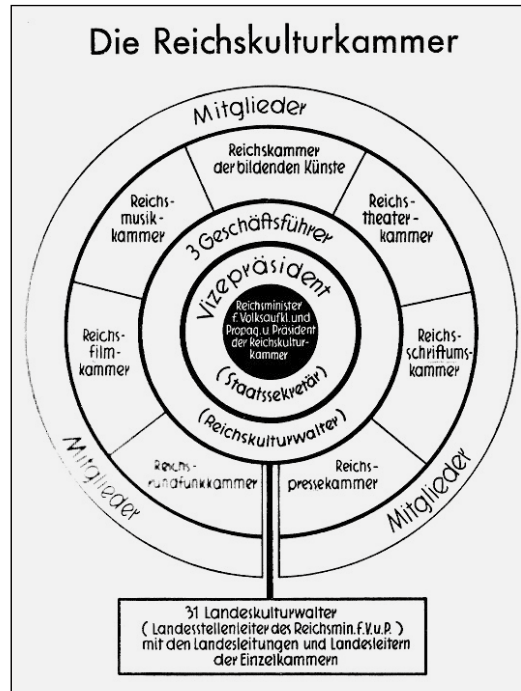 Die Reichskulturkammer
Mitglieder
Reichskammer
der bildenden Künste
Reichs-
musik-
kammer
Reichs-
theater-
kammer
3 Geschäftsführer
Vizepräsident
Reichsminister
f. Volksaufkl. und
Propag. u. Präsident
der Reichskultur-
kammer
Reichs-
film-
kammer
Reichs-
schriftums-
kammer
(Staatssekretär)
(Reichskulturwalter)
Mitglieder
Reichs-
rundfunkkammer
Reichs-
pressekammer
Mitglieder
31 Landeskulturwalter
( Landesstellenleiter des Reichsmin. f. V. u. P. )
mit den Landesleitungen und Landesleitern
der Einzelkammern